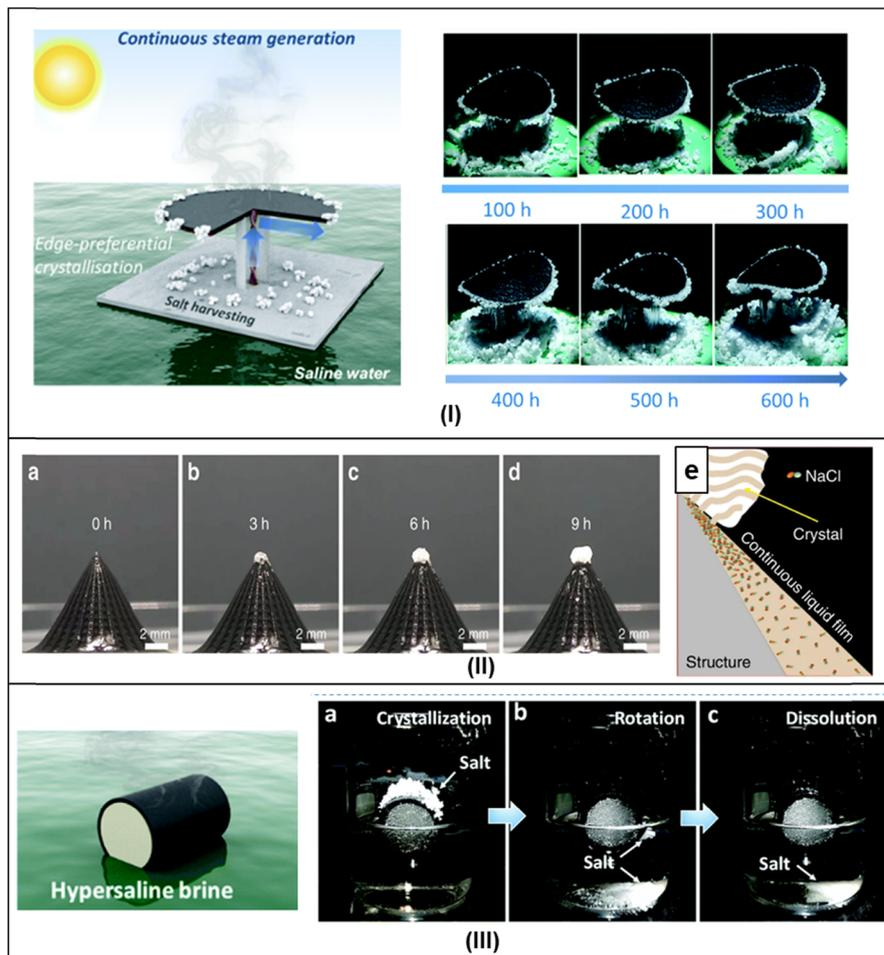 Continuous steam generation
Edge-preferential
crystallisation
Salt harvesting
Saline water
100 h
200 h
300 h
400 h
500 h
600 h
(I)
a
b
c
d
e
0 h
3 h
6 h
9 h
2 mm
2 mm
2 mm
2 mm
NaCl
Crystal
Continuous liquid film
Structure
(II)
Hypersaline brine
a
Crystallization
Salt
b
Rotation
Salt
c
Dissolution
Salt
(III)